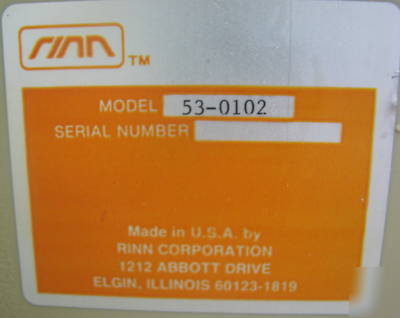 rinn TM
MODEL 53-0102
SERIAL NUMBER
Made in U.S.A. by
RINN CORPORATION
1212 ABBOTT DRIVE
ELGIN, ILLINOIS 60123-1819